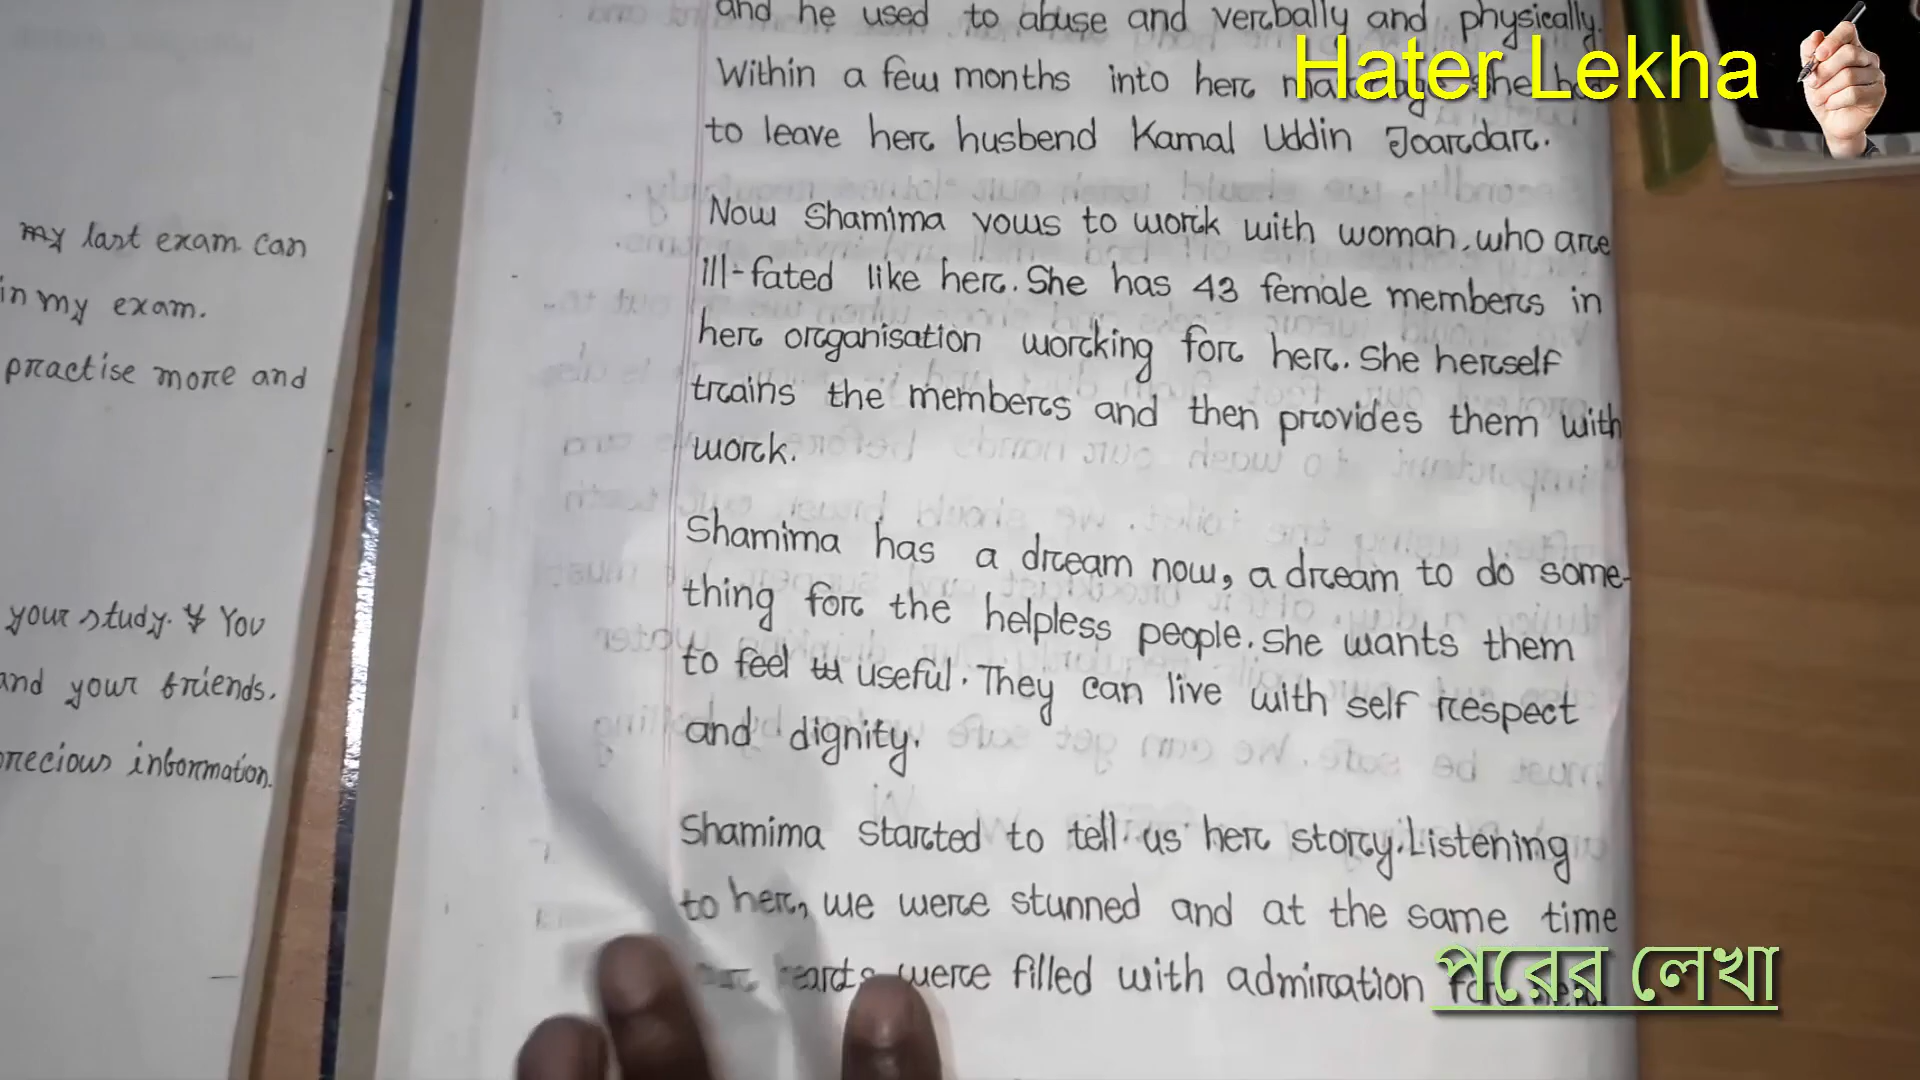 and he used to abuse and verbally and physically.
Within a few months into her she
to leave her husbend Kamal Uddin Joardar.
Now Shamima vows to work with woman, who are
ill-fated like her. She has 43 female members in
her organisation working for her. She herself
trains the members and then provides them with
work.
Shamima has a dream now, a dream to do some-
thing for the helpless people. She wants them
to feel useful. They can live with self respect
and dignity.
Shamima started to tell us her story. Listening
to her, we were stunned and at the same time
were filled with admiration
my last exam can
in my exam.
practise more and
your study. You
and your friends.
precious information.
Hater Lekha
পরের লেখা